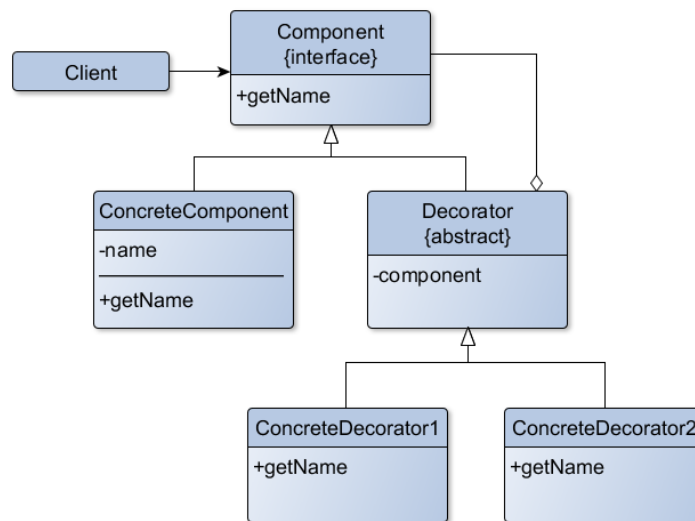 Component
{interface}
+getName
Client
ConcreteComponent
-name
+getName
Decorator
{abstract}
-component
ConcreteDecorator1
+getName
ConcreteDecorator2
+getName